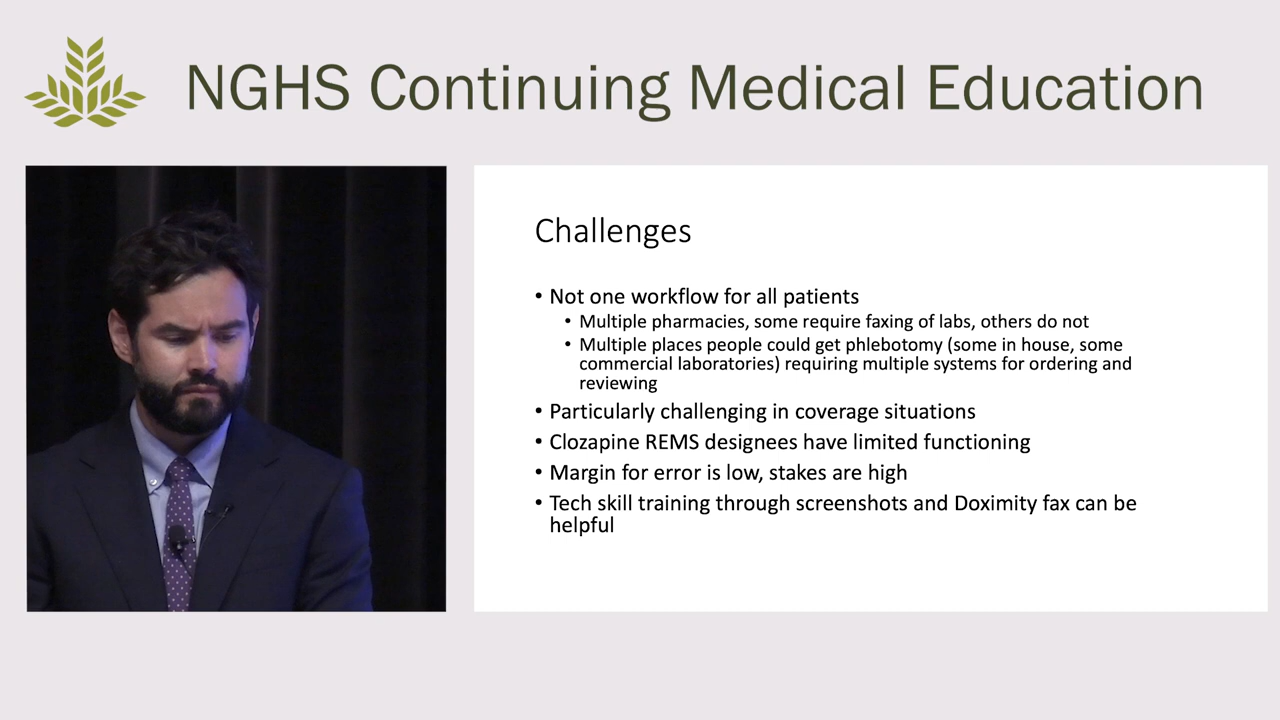 NGHS Continuing Medical Education
Challenges
• Not one workflow for all patients
• Multiple pharmacies, some require faxing of labs, others do not
• Multiple places people could get phlebotomy (some in house, some
commercial laboratories) requiring multiple systems for ordering and
reviewing
• Particularly challenging in coverage situations
• Clozapine REMS designees have limited functioning
• Margin for error is low, stakes are high
• Tech skill training through screenshots and Doximity fax can be
helpful